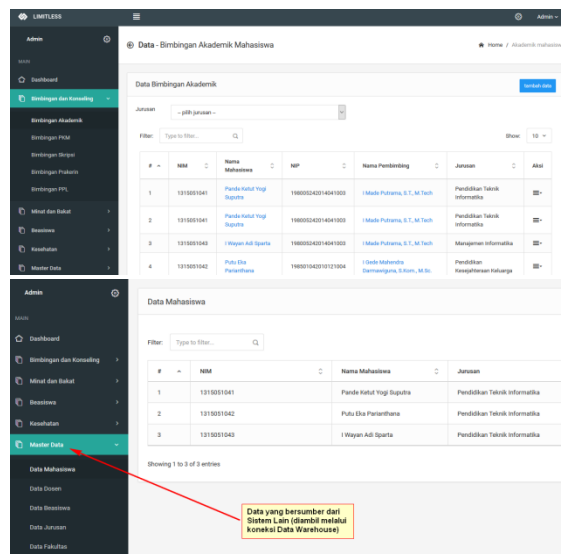 LIMITLESS
Admin
Admin
Data - Bimbingan Akademik Mahasiswa
Home / Akademik mahasisw
MAIN
Dashboard
Bimbingan dan Konseling
Bimbingan Akademik
Bimbingan PKM
Bimbingan Skripsi
Bimbingan Prakerin
Bimbingan PPL
Minat dan Bakat
Beasiswa
Kesehatan
Master Data
Data Bimbingan Akademik
tambah data
Jurusan
-- pilih jurusan --
Filter: Type to filter... Show: 10
# NIM Nama Mahasiswa NIP Nama Pembimbing Jurusan Aksi
1 1315051041 Pande Ketut Yogi Suputra 198005242014041003 I Made Putrama, S.T., M.Tech Pendidikan Teknik Informatika
2 1315051041 Pande Ketut Yogi Suputra 198005242014041003 I Made Putrama, S.T., M.Tech Pendidikan Teknik Informatika
3 1315051043 I Wayan Adi Sparta 198005242014041003 I Made Putrama, S.T., M.Tech Manajemen Informatika
4 1315051042 Putu Eka Parianthana 198501042010121004 I Gede Mahendra Darmawiguna, S.Kom., M.Sc. Pendidikan Kesejahteraan Keluarga
Admin
MAIN
Dashboard
Bimbingan dan Konseling
Minat dan Bakat
Beasiswa
Kesehatan
Master Data
Data Mahasiswa
Data Dosen
Data Beasiswa
Data Jurusan
Data Fakultas
Data Mahasiswa
Filter: Type to filter...
# NIM Nama Mahasiswa Jurusan
1 1315051041 Pande Ketut Yogi Suputra Pendidikan Teknik Informatika
2 1315051042 Putu Eka Parianthana Pendidikan Teknik Informatika
3 1315051043 I Wayan Adi Sparta Pendidikan Teknik Informatika
Showing 1 to 3 of 3 entries
Data yang bersumber dari
Sistem Lain (diambil melalui
koneksi Data Warehouse)